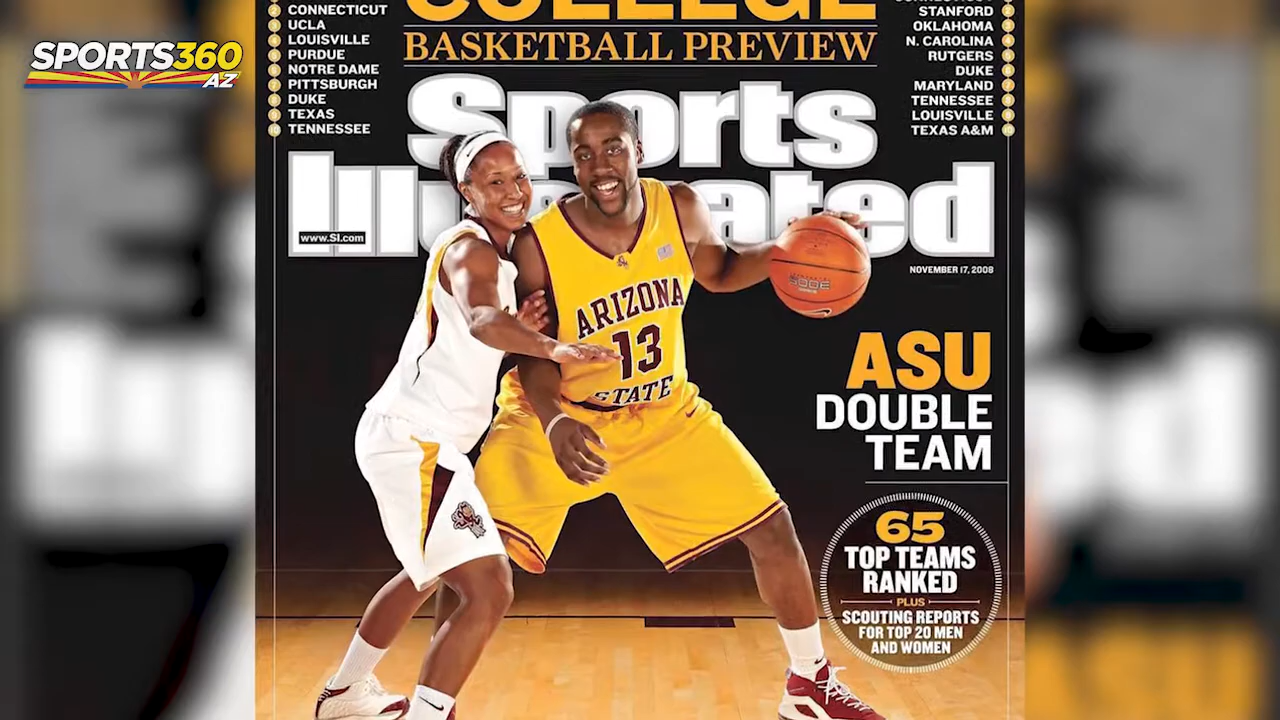 SPORTS360
AZ
COLLEGE
BASKETBALL PREVIEW
CONNECTICUT
UCLA
LOUISVILLE
PURDUE
NOTRE DAME
PITTSBURGH
DUKE
TEXAS
TENNESSEE
CONNECTICUT
STANFORD
OKLAHOMA
N. CAROLINA
RUTGERS
DUKE
MARYLAND
TENNESSEE
LOUISVILLE
TEXAS A&M
Sports
Illustrated
www.SI.com
NOVEMBER 17, 2008
ARIZONA
13
STATE
ASU
DOUBLE
TEAM
65
TOP TEAMS
RANKED
PLUS
SCOUTING REPORTS
FOR TOP 20 MEN
AND WOMEN